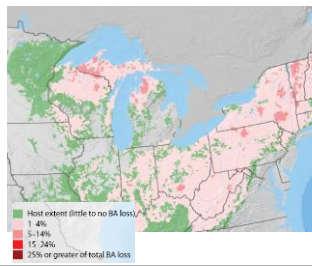 Host extent (little to no BA loss)
1–4%
5–14%
15–24%
25% or greater of total BA loss